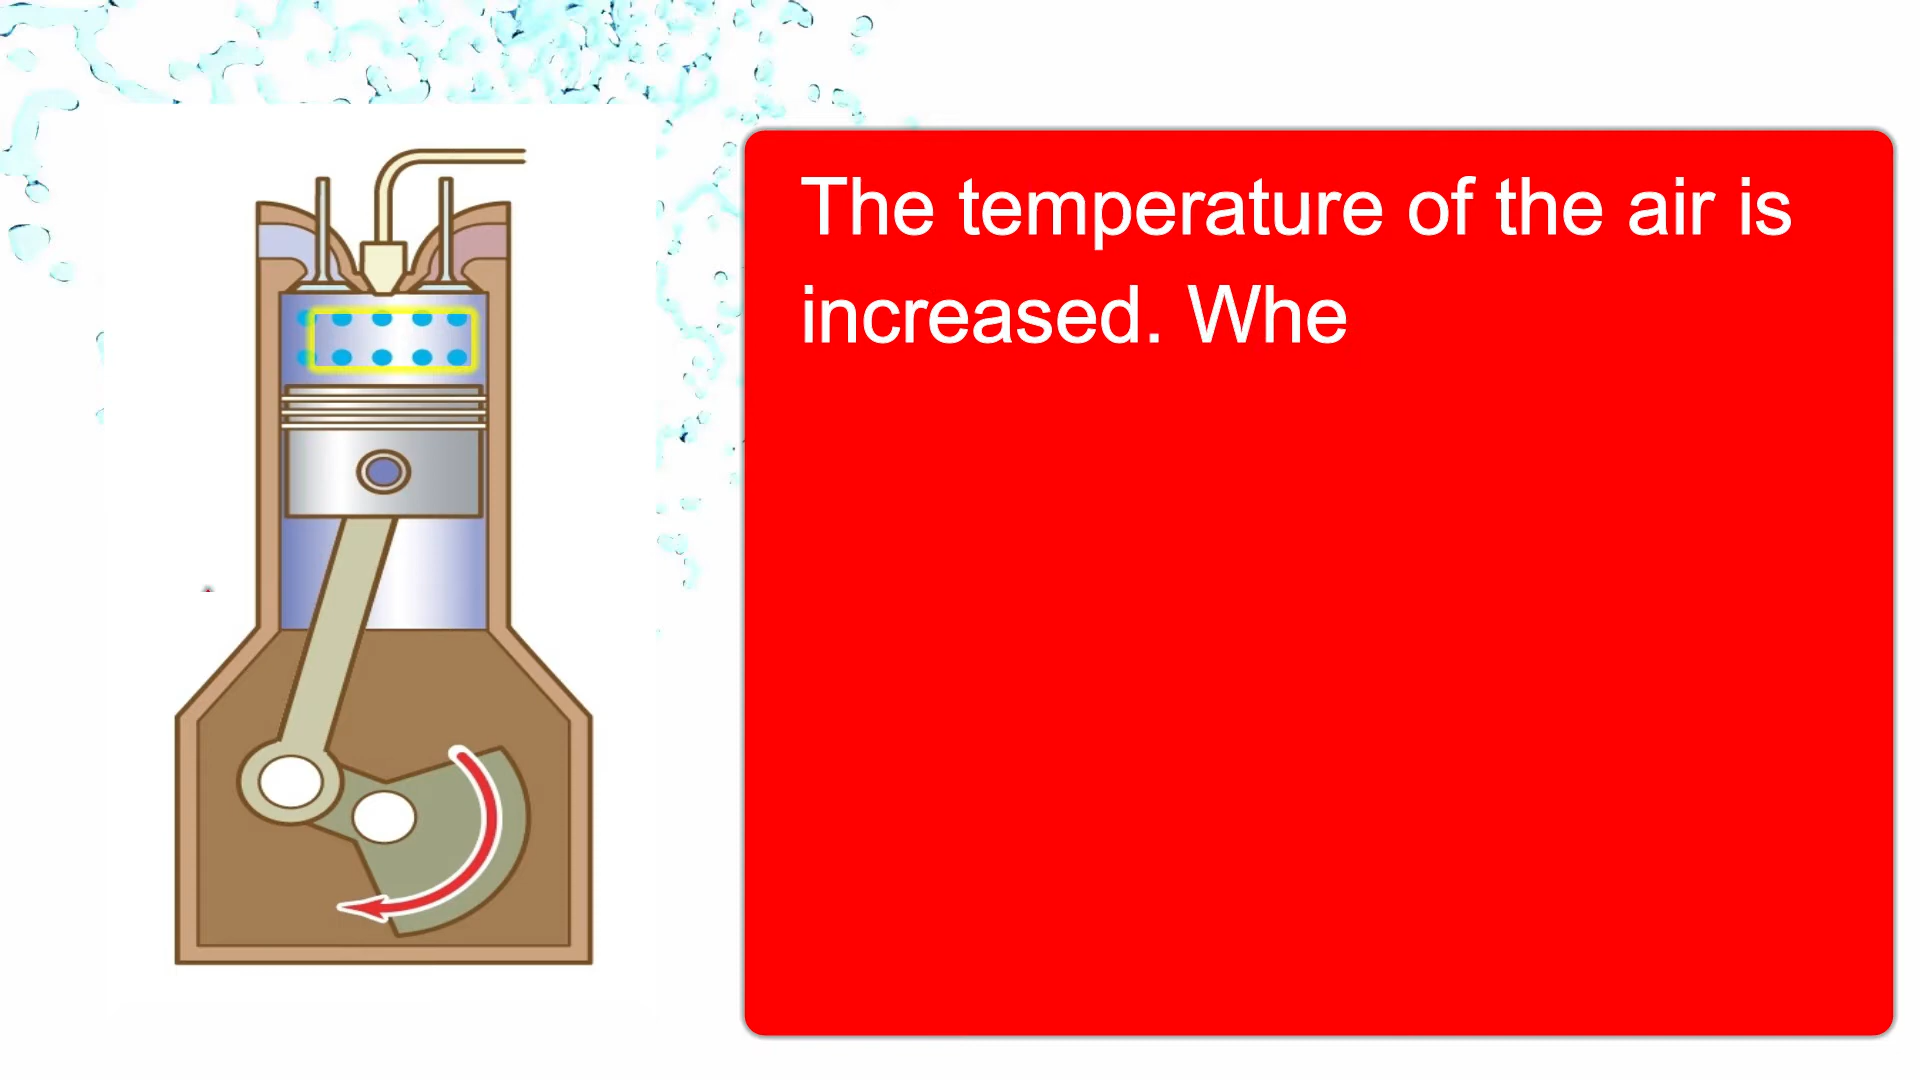 The temperature of the air is
increased. Whe